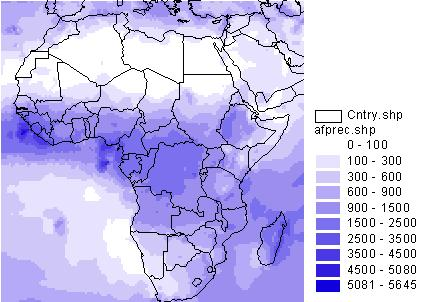 Cntry.shp
afprec.shp
0 - 100
100 - 300
300 - 600
600 - 900
900 - 1500
1500 - 2500
2500 - 3500
3500 - 4500
4500 - 5080
5081 - 5645